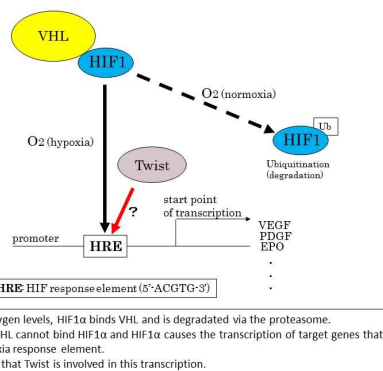 VHL
HIF1
O2 (normoxia)
Ub
HIF1
O2 (hypoxia)
Ubiquitination
(degradation)
Twist
?
start point
of transcription
VEGF
PDGF
EPO
.
.
.
promoter
HRE
HRE: HIF response element (5'-ACGTG-3')
ygen levels, HIF1α binds VHL and is degradated via the proteasome.
HL cannot bind HIF1α and HIF1α causes the transcription of target genes that
xia response element.
that Twist is involved in this transcription.